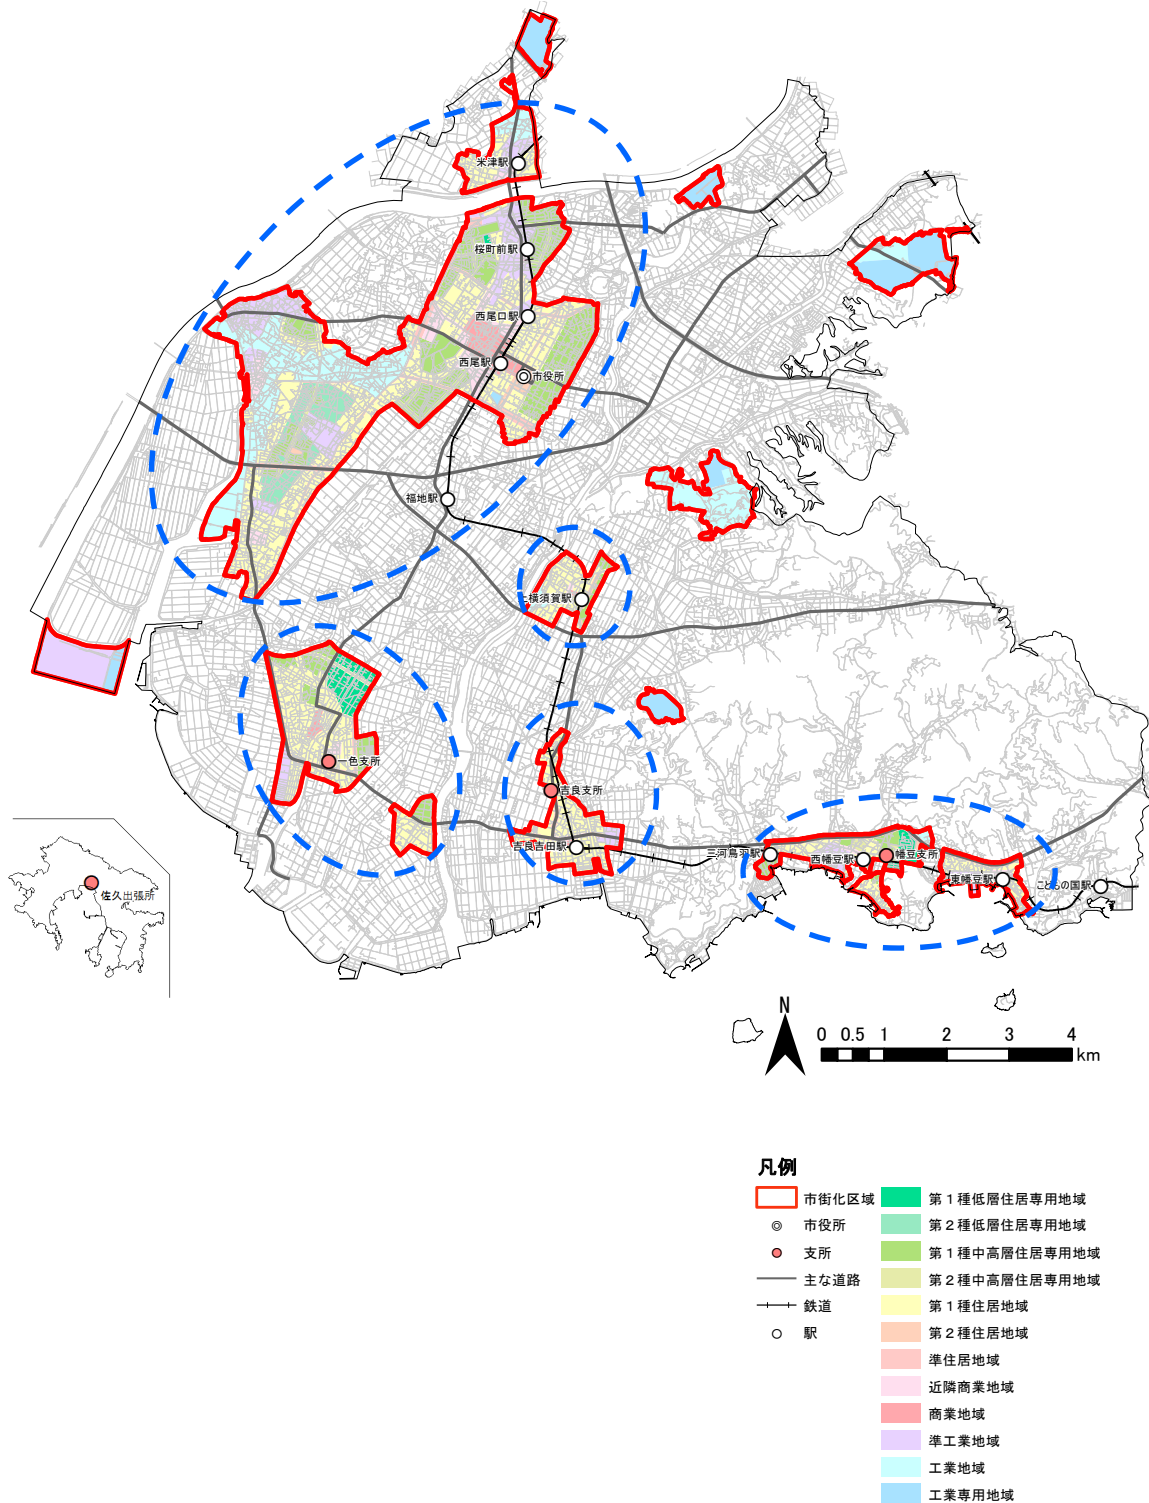 米津駅
桜町前駅
西尾口駅
西尾駅
市役所
福地駅
上横須賀駅
一色支所
吉良支所
吉良吉田駅
三河鳥羽駅
西幡豆駅
幡豆支所
東幡豆駅
こどもの国駅
佐久出張所
N
0 0.5 1 2 3 4
km
凡例
市街化区域
市役所
支所
主な道路
鉄道
駅
第1種低層住居専用地域
第2種低層住居専用地域
第1種中高層住居専用地域
第2種中高層住居専用地域
第1種住居地域
第2種住居地域
準住居地域
近隣商業地域
商業地域
準工業地域
工業地域
工業専用地域